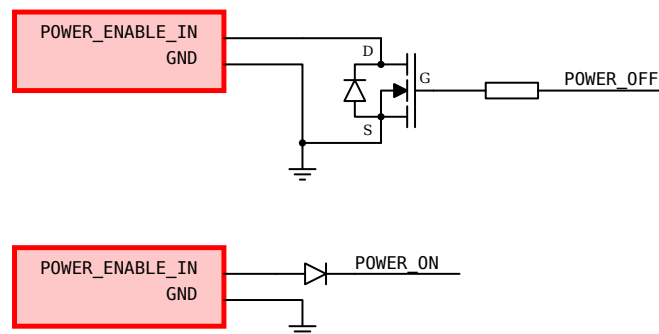 POWER_ENABLE_IN
GND
D
G
S
POWER_OFF
POWER_ENABLE_IN
GND
POWER_ON